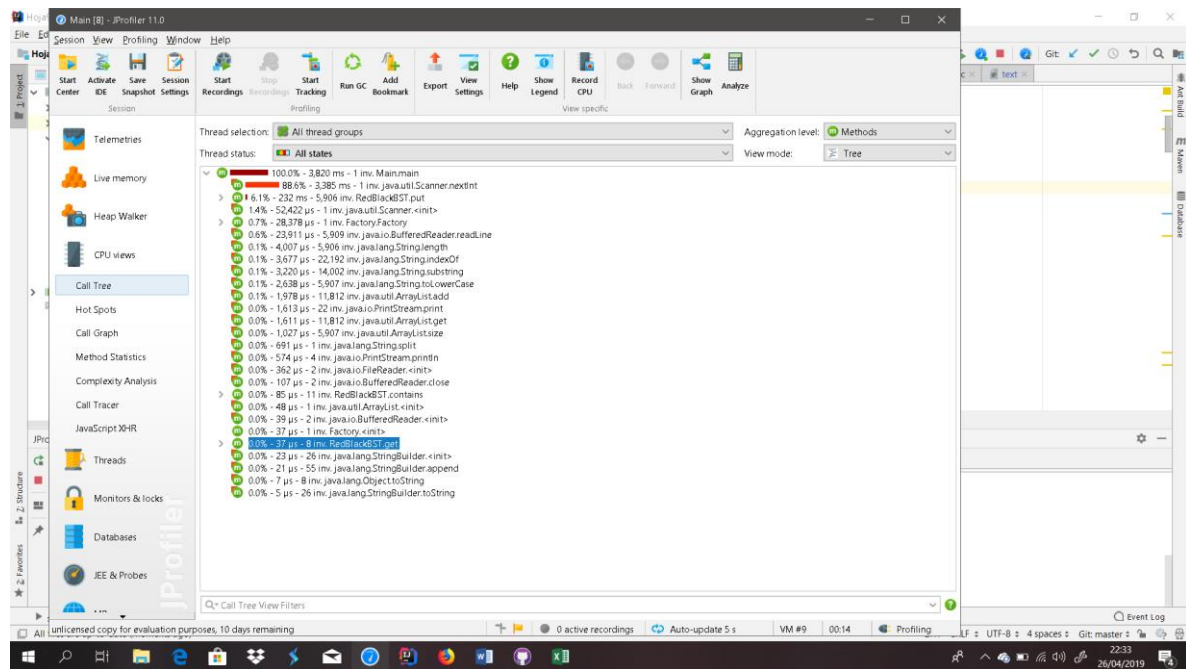 Main [8] - JProfiler 11.0
Session View Profiling Window Help
Start Center
Activate IDE
Save Snapshot
Session Settings
Start Recordings
Stop Recordings
Start Tracking
Run GC
Add Bookmark
Export
View Settings
Help
Show Legend
Record CPU
Back
Forward
Show Graph
Analyze
Session
Profiling
View specific
File
Git:
text
1: Project
Ant Build
Maven
Database
Telemetries
Live memory
Heap Walker
CPU views
Call Tree
Hot Spots
Call Graph
Method Statistics
Complexity Analysis
Call Tracer
JavaScript XHR
Threads
Monitors & locks
Databases
JEE & Probes
JProfiler
Thread selection: All thread groups
Aggregation level: Methods
Thread status: All states
View mode: Tree
100.0% - 3,820 ms - 1 inv. Main.main
88.6% - 3,385 ms - 1 inv. java.util.Scanner.nextInt
6.1% - 232 ms - 5,906 inv. RedBlackBST.put
1.4% - 52,422 µs - 1 inv. java.util.Scanner.<init>
0.7% - 28,378 µs - 1 inv. Factory.Factory
0.6% - 23,911 µs - 5,909 inv. java.io.BufferedReader.readLine
0.1% - 4,007 µs - 5,906 inv. java.lang.String.length
0.1% - 3,677 µs - 22,192 inv. java.lang.String.indexOf
0.1% - 3,220 µs - 14,002 inv. java.lang.String.substring
0.1% - 2,638 µs - 5,907 inv. java.lang.String.toLowerCase
0.1% - 1,978 µs - 11,812 inv. java.util.ArrayList.add
0.0% - 1,613 µs - 22 inv. java.io.PrintStream.print
0.0% - 1,611 µs - 11,812 inv. java.util.ArrayList.get
0.0% - 1,027 µs - 5,907 inv. java.util.ArrayList.size
0.0% - 691 µs - 1 inv. java.lang.String.split
0.0% - 574 µs - 4 inv. java.io.PrintStream.println
0.0% - 362 µs - 2 inv. java.io.FileReader.<init>
0.0% - 107 µs - 2 inv. java.io.BufferedReader.close
0.0% - 85 µs - 11 inv. RedBlackBST.contains
0.0% - 48 µs - 1 inv. java.util.ArrayList.<init>
0.0% - 39 µs - 2 inv. java.io.BufferedReader.<init>
0.0% - 37 µs - 1 inv. Factory.<init>
0.0% - 37 µs - 8 inv. RedBlackBST.get
0.0% - 23 µs - 26 inv. java.lang.StringBuilder.<init>
0.0% - 21 µs - 55 inv. java.lang.StringBuilder.append
0.0% - 7 µs - 8 inv. java.lang.Object.toString
0.0% - 5 µs - 26 inv. java.lang.StringBuilder.toString
Call Tree View Filters
Z: Structure
2: Favorites
Event Log
unlicensed copy for evaluation purposes, 10 days remaining
0 active recordings
Auto-update 5 s
VM #9
00:14
Profiling
UTF-8
4 spaces
Git: master
22:33
26/04/2019